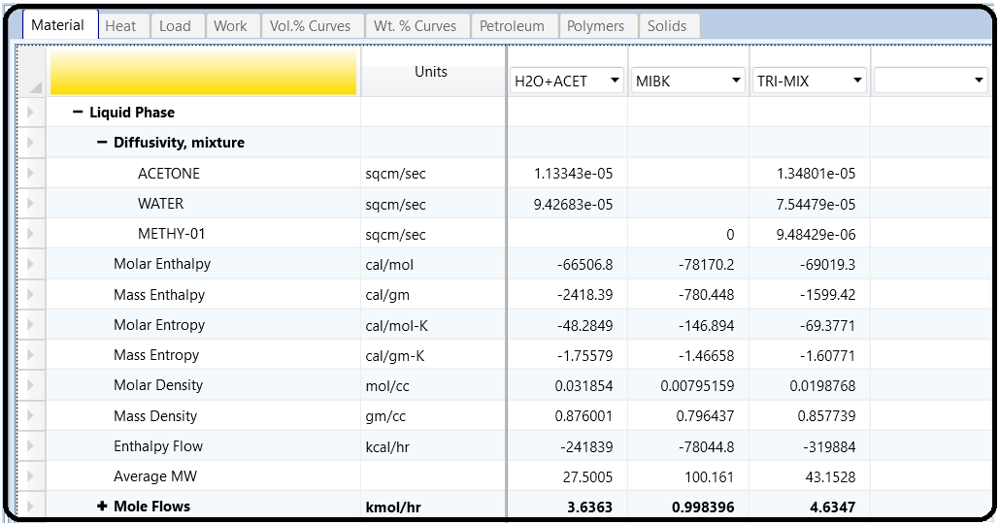 Material Heat Load Work Vol.% Curves Wt. % Curves Petroleum Polymers Solids
Units H2O+ACET MIBK TRI-MIX
− Liquid Phase
− Diffusivity, mixture
ACETONE sqcm/sec 1.13343e-05 1.34801e-05
WATER sqcm/sec 9.42683e-05 7.54479e-05
METHY-01 sqcm/sec 0 9.48429e-06
Molar Enthalpy cal/mol -66506.8 -78170.2 -69019.3
Mass Enthalpy cal/gm -2418.39 -780.448 -1599.42
Molar Entropy cal/mol-K -48.2849 -146.894 -69.3771
Mass Entropy cal/gm-K -1.75579 -1.46658 -1.60771
Molar Density mol/cc 0.031854 0.00795159 0.0198768
Mass Density gm/cc 0.876001 0.796437 0.857739
Enthalpy Flow kcal/hr -241839 -78044.8 -319884
Average MW 27.5005 100.161 43.1528
+ Mole Flows kmol/hr 3.6363 0.998396 4.6347